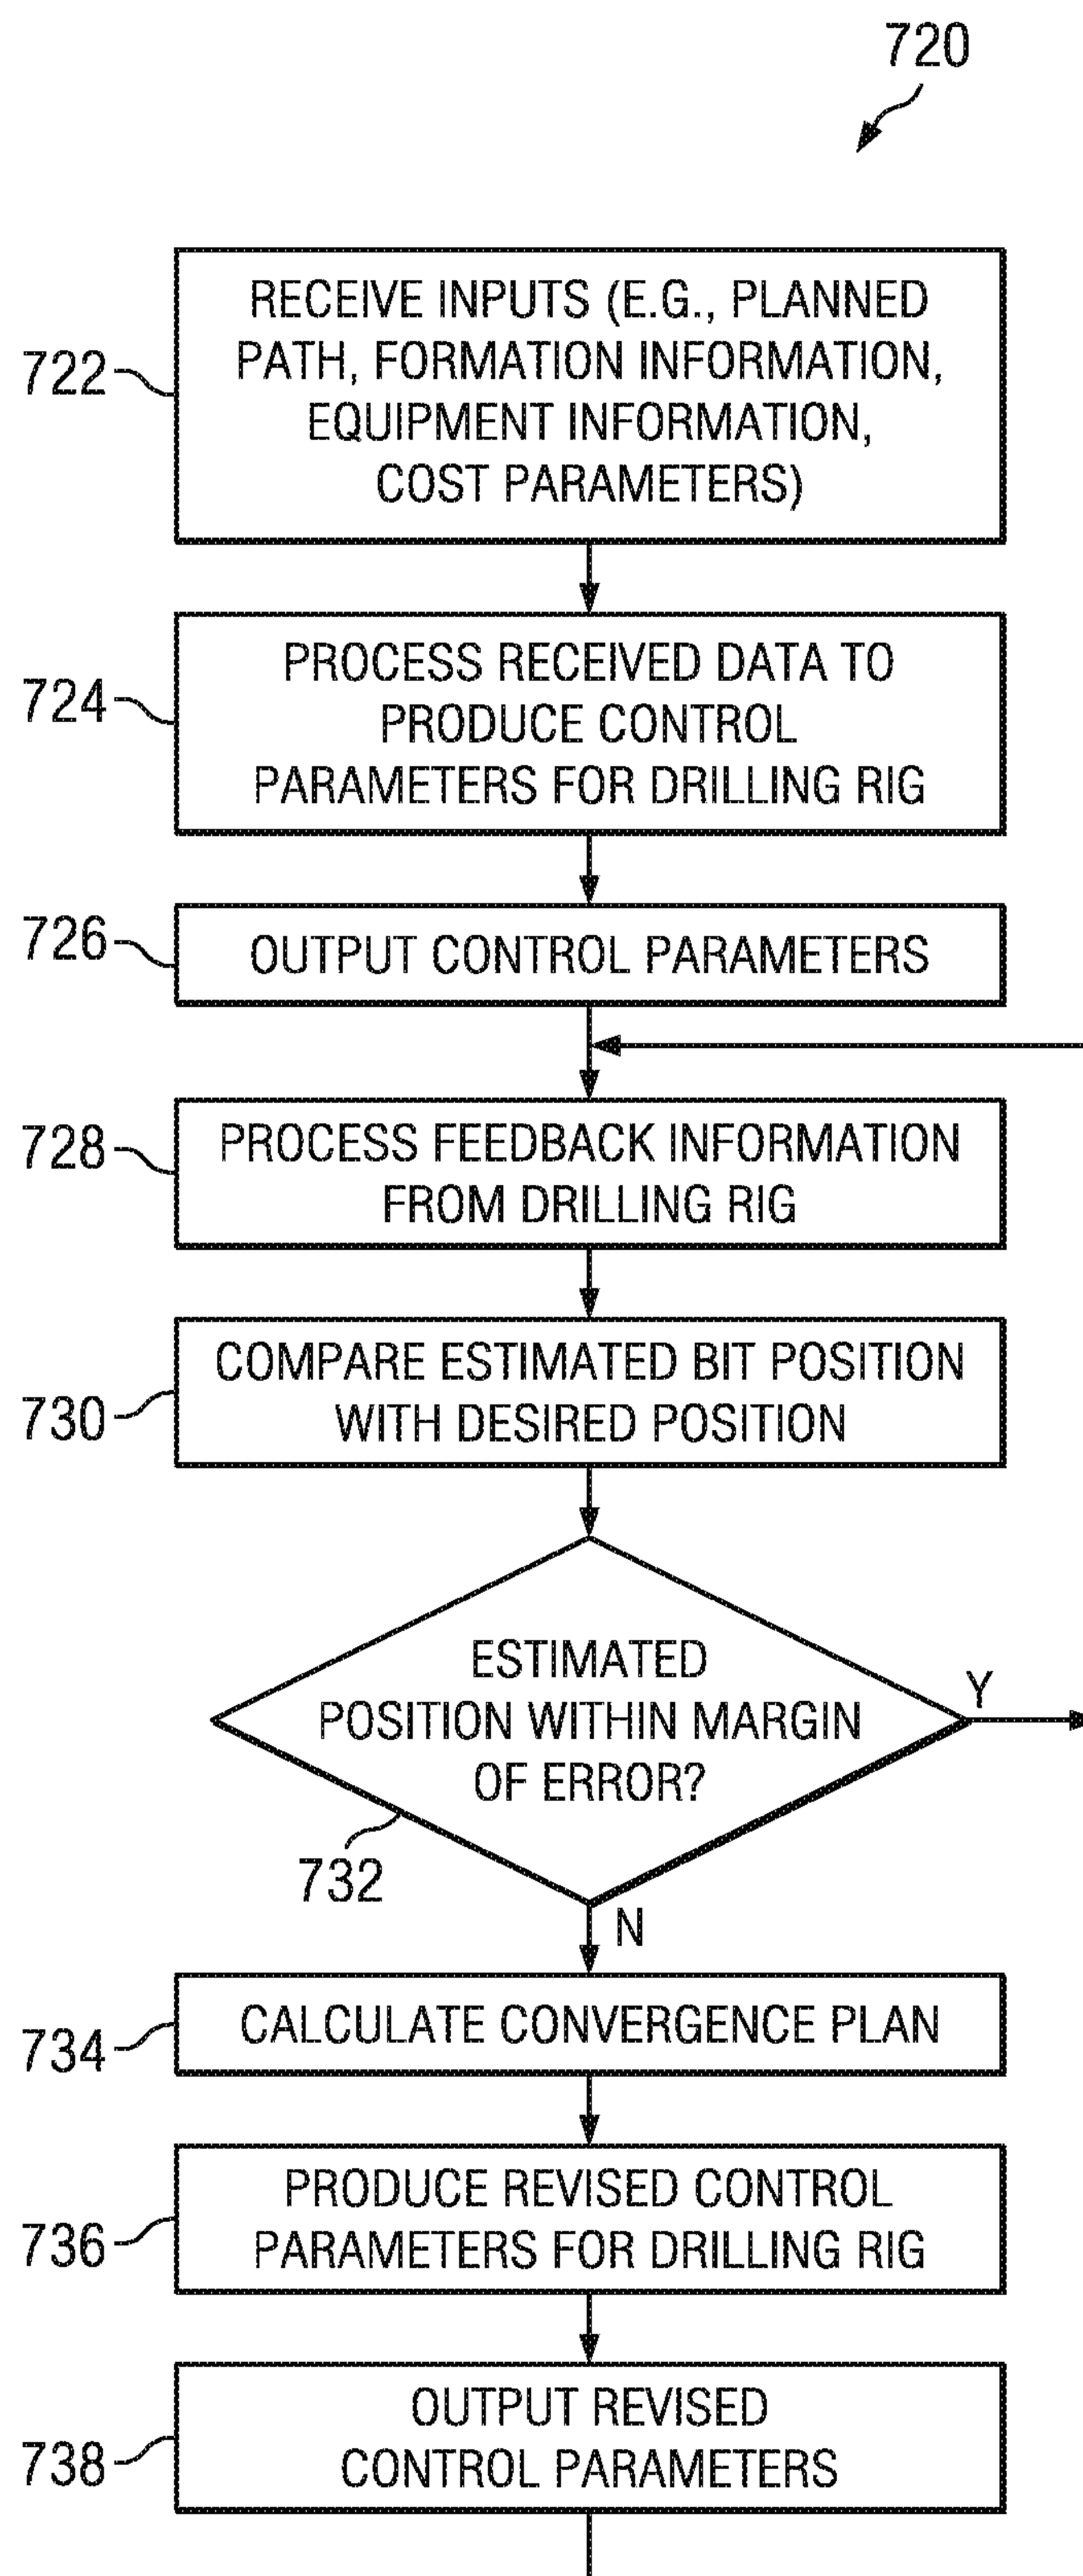 720
722
RECEIVE INPUTS (E.G., PLANNED
PATH, FORMATION INFORMATION,
EQUIPMENT INFORMATION,
COST PARAMETERS)
724
PROCESS RECEIVED DATA TO
PRODUCE CONTROL
PARAMETERS FOR DRILLING RIG
726
OUTPUT CONTROL PARAMETERS
728
PROCESS FEEDBACK INFORMATION
FROM DRILLING RIG
730
COMPARE ESTIMATED BIT POSITION
WITH DESIRED POSITION
ESTIMATED
POSITION WITHIN MARGIN
OF ERROR?
Y
732
N
734
CALCULATE CONVERGENCE PLAN
736
PRODUCE REVISED CONTROL
PARAMETERS FOR DRILLING RIG
738
OUTPUT REVISED
CONTROL PARAMETERS